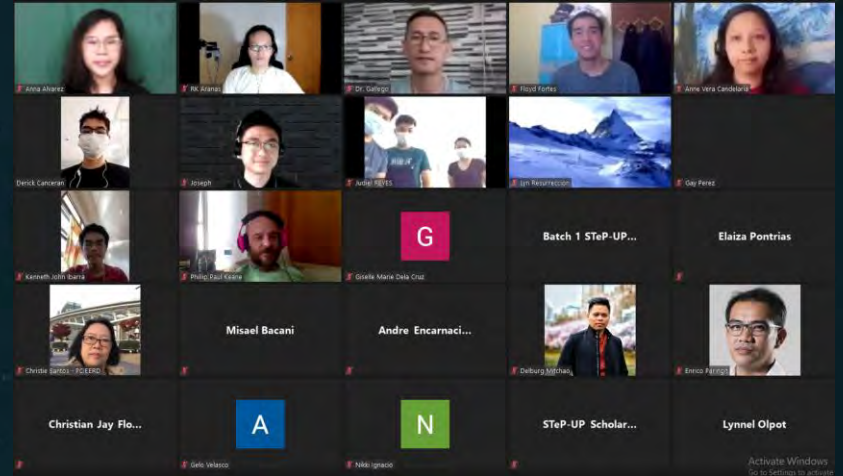 Anna Alvarez
RK Aranas
Dr. Gallego
Floyd Fortes
Anne Vera Candelaria
Derick Canceran
Joseph
Judiel REYES
Lyn Resurreccion
Gay Perez
Kenneth John Ibarra
Philip Paul Keane
G
Giselle Marie Dela Cruz
Batch 1 STeP-UP...
Elaiza Pontrias
Christie Santos - PCIEERD
Misael Bacani
Andre Encarnaci...
Delburg Mitchao
Enrico Paringit
Christian Jay Flo...
A
Gelo Velasco
N
Nikki Ignacio
STeP-UP Scholar...
Lynnel Olpot
Activate Windows
Go to Settings to activate